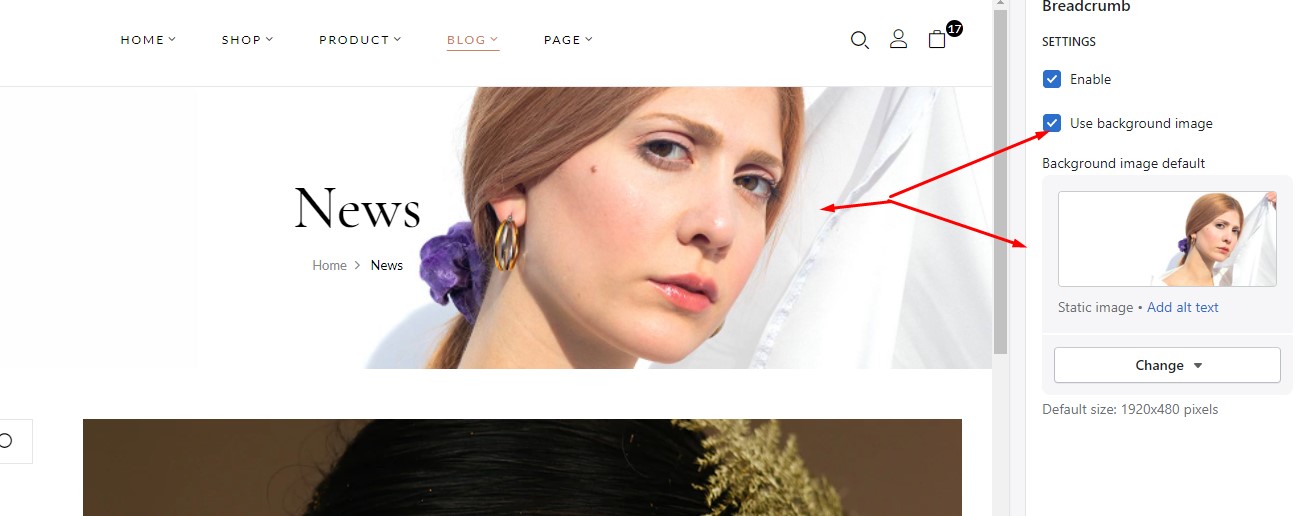 Breadcrumb
HOME SHOP PRODUCT BLOG PAGE 17
SETTINGS
Enable
Use background image
Background image default
News
Home > News
Static image • Add alt text
Change
Default size: 1920x480 pixels